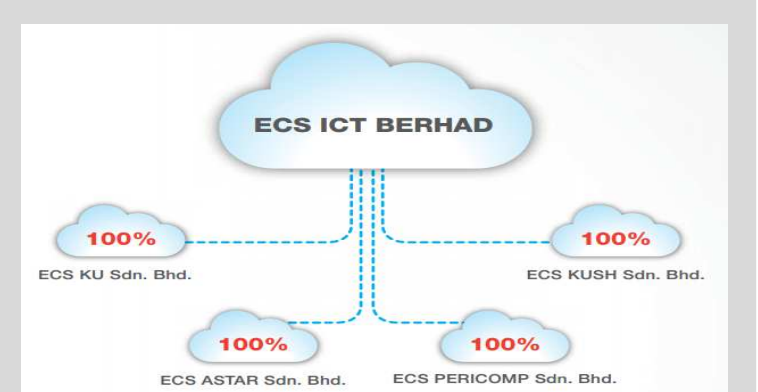 ECS ICT BERHAD
100%
ECS KU Sdn. Bhd.
100%
ECS KUSH Sdn. Bhd.
100%
ECS ASTAR Sdn. Bhd.
100%
ECS PERICOMP Sdn. Bhd.